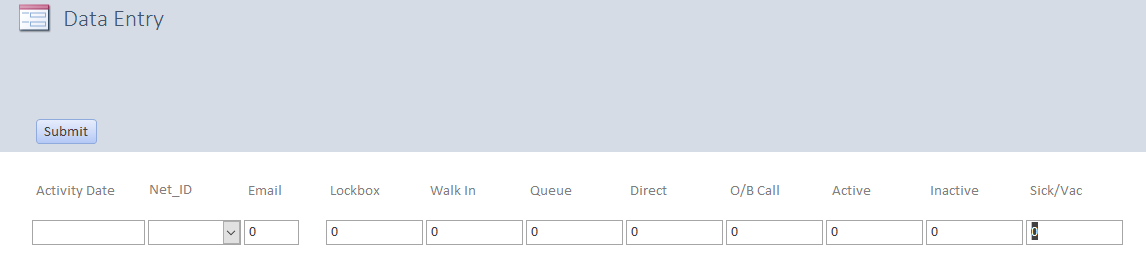 Data Entry
Submit
Activity Date Net_ID Email Lockbox Walk In Queue Direct O/B Call Active Inactive Sick/Vac
0 0 0 0 0 0 0 0 0